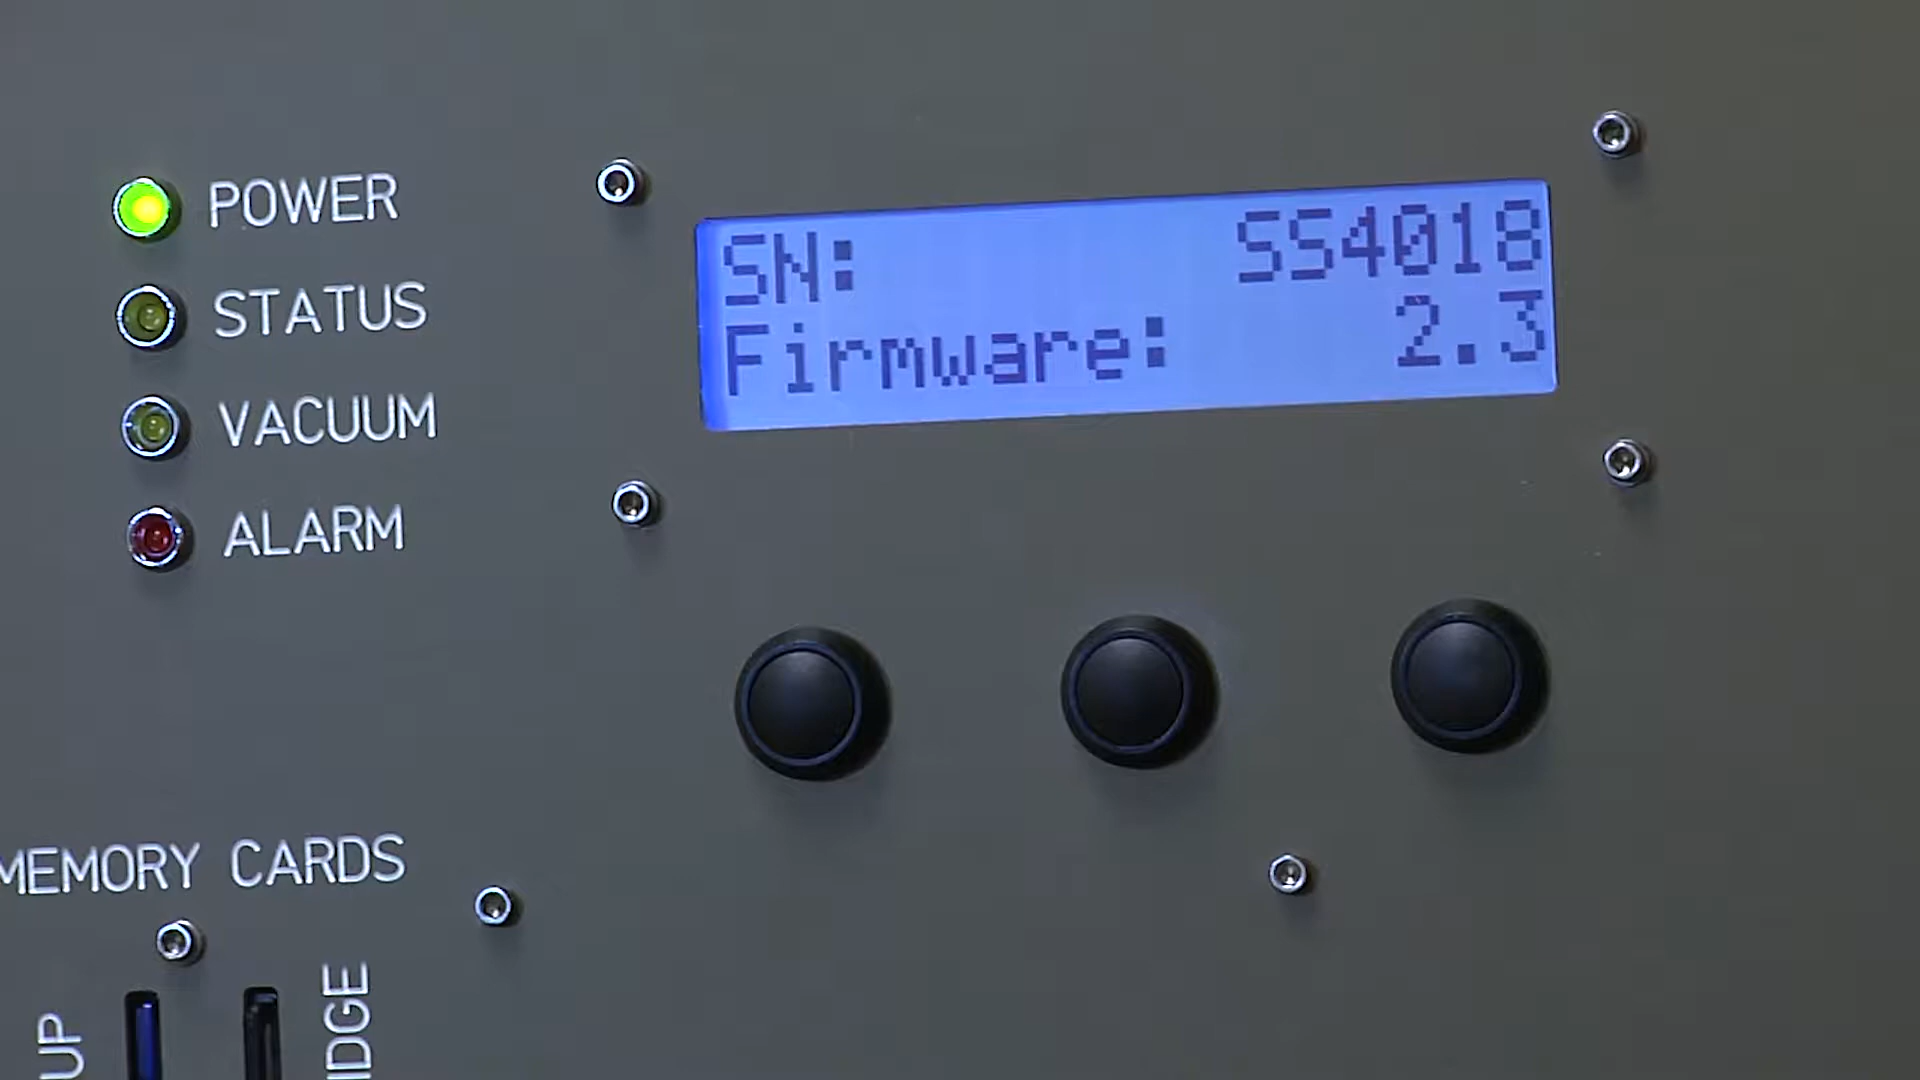 POWER
STATUS
VACUUM
ALARM
SN: SS4018
Firmware: 2.3
MEMORY CARDS